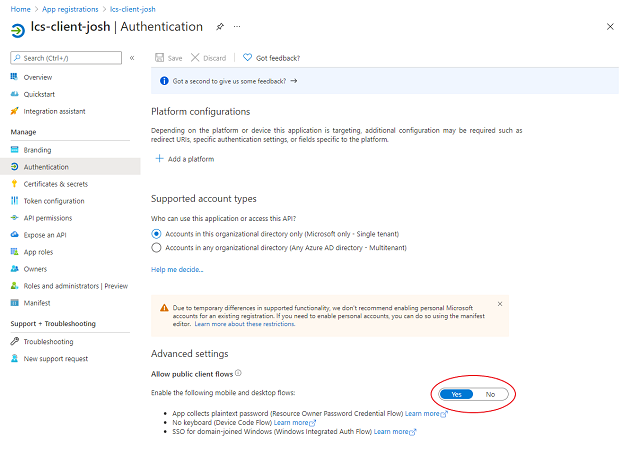 Home > App registrations > lcs-client-josh
lcs-client-josh | Authentication
Search (Ctrl+/)
«
Save
Discard
Got feedback?
Overview
Quickstart
Integration assistant
Manage
Branding
Authentication
Certificates & secrets
Token configuration
API permissions
Expose an API
App roles
Owners
Roles and administrators | Preview
Manifest
Support + Troubleshooting
Troubleshooting
New support request
Got a second to give us some feedback? →
Platform configurations
Depending on the platform or device this application is targeting, additional configuration may be required such as
redirect URIs, specific authentication settings, or fields specific to the platform.
+ Add a platform
Supported account types
Who can use this application or access this API?
Accounts in this organizational directory only (Microsoft only - Single tenant)
Accounts in any organizational directory (Any Azure AD directory - Multitenant)
Help me decide...
Due to temporary differences in supported functionality, we don't recommend enabling personal Microsoft
accounts for an existing registration. If you need to enable personal accounts, you can do so using the manifest
editor. Learn more about these restrictions.
Advanced settings
Allow public client flows
Enable the following mobile and desktop flows:
Yes No
• App collects plaintext password (Resource Owner Password Credential Flow) Learn more
• No keyboard (Device Code Flow) Learn more
• SSO for domain-joined Windows (Windows Integrated Auth Flow) Learn more